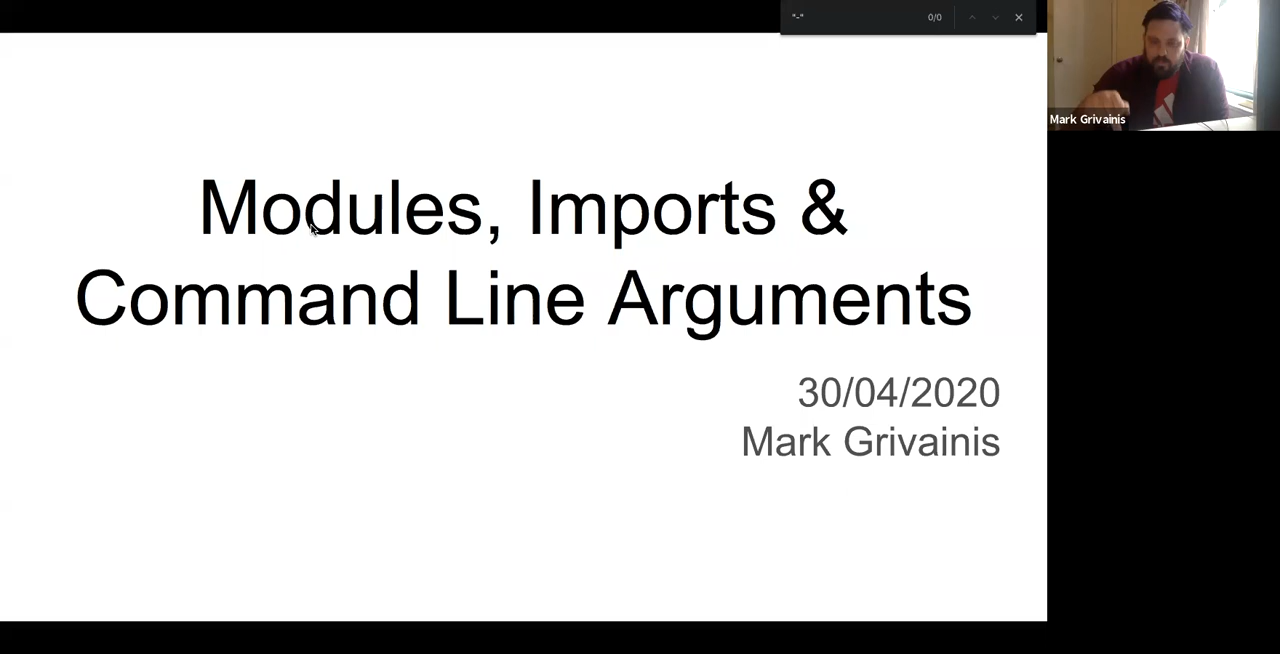 "-"
0/0
Mark Grivainis
Modules, Imports &
Command Line Arguments
30/04/2020
Mark Grivainis